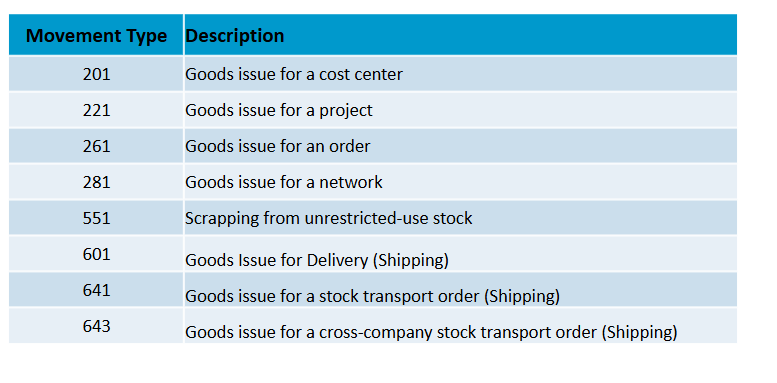 Movement Type Description
201 Goods issue for a cost center
221 Goods issue for a project
261 Goods issue for an order
281 Goods issue for a network
551 Scrapping from unrestricted-use stock
601 Goods Issue for Delivery (Shipping)
641 Goods issue for a stock transport order (Shipping)
643 Goods issue for a cross-company stock transport order (Shipping)